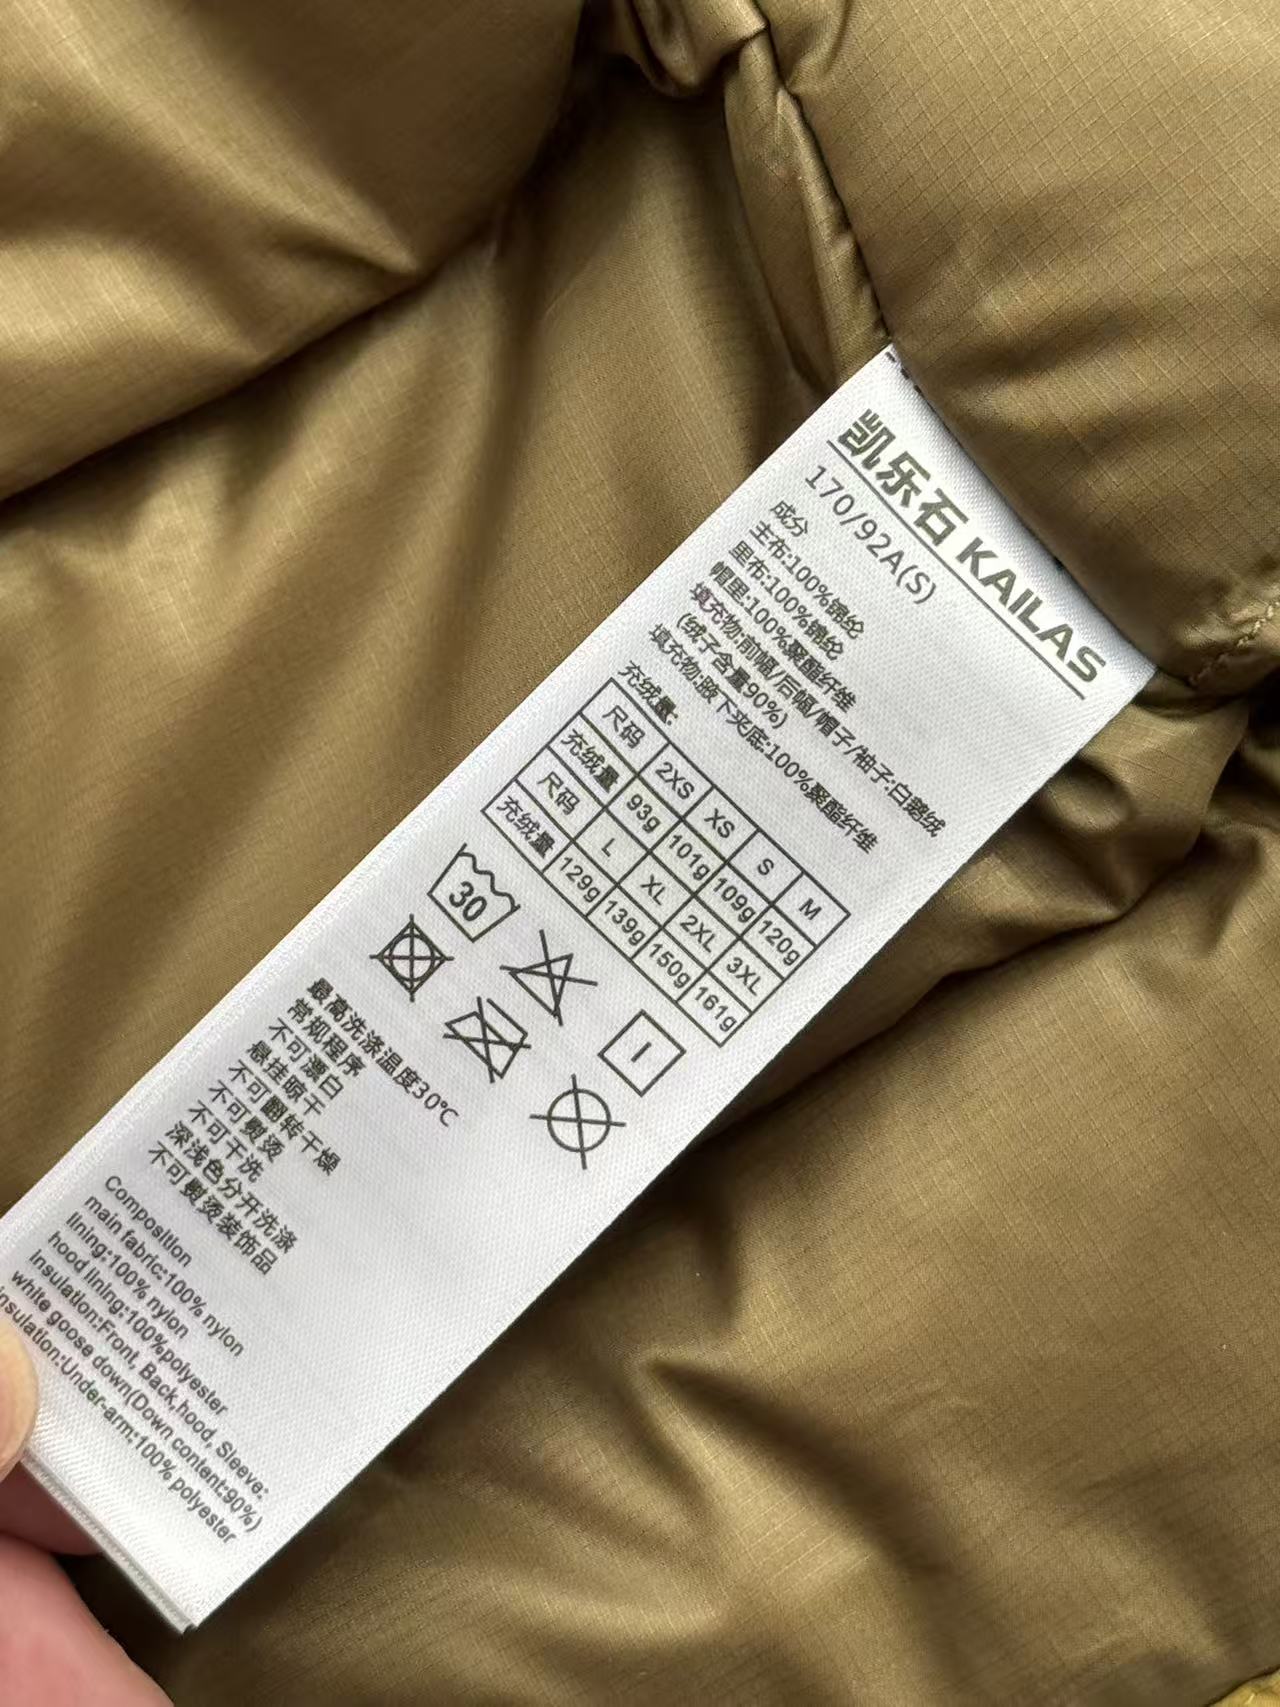 凯乐石 KAILAS
170/92A(S)
成分
主布:100%锦纶
里布:100%锦纶
帽里:100%聚酯纤维
填充物:前幅/后幅/帽子/袖子:白鹅绒
(绒子含量90%)
填充物:腋下夹底:100%聚酯纤维
充绒量:
尺码 2XS XS S M
充绒量 93g 101g 109g 120g
尺码 L XL 2XL 3XL
充绒量 129g 139g 150g 161g
30
最高洗涤温度30℃
常规程序
不可漂白
悬挂晾干
不可翻转干燥
不可熨烫
不可干洗
深浅色分开洗涤
不可熨烫装饰品
Composition
main fabric:100% nylon
lining:100% nylon
hood lining:100%polyester
insulation:Front, Back,hood, Sleeve:
white goose down(Down content:90%)
insulation:Under-arm:100% polyester